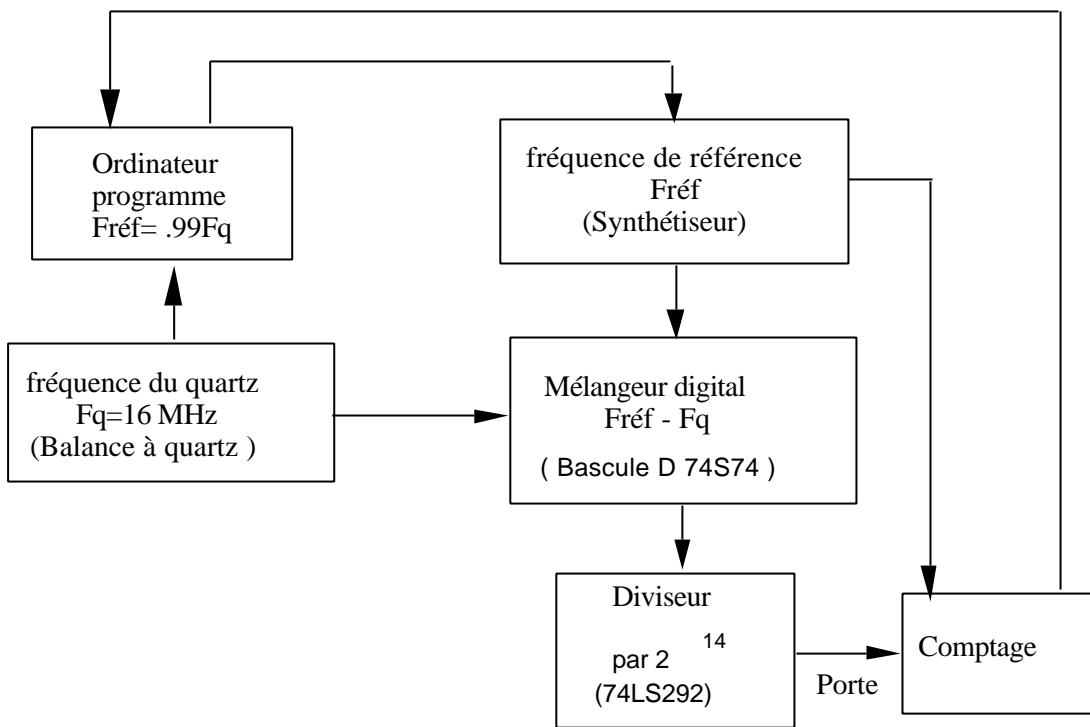 Ordinateur
programme
Fréf= .99Fq
fréquence de référence
Fréf
(Synthétiseur)
fréquence du quartz
Fq=16 MHz
(Balance à quartz )
Mélangeur digital
Fréf - Fq
( Bascule D 74S74 )
Diviseur
par 2 14
(74LS292)
Porte
Comptage